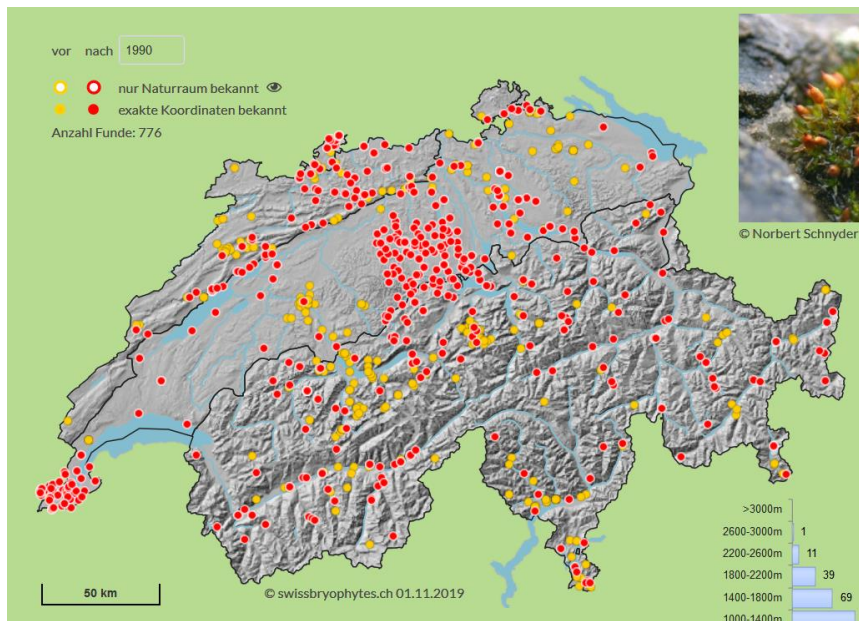 vor nach 1990
nur Naturraum bekannt
exakte Koordinaten bekannt
Anzahl Funde: 776
© Norbert Schnyder
>3000m
2600-3000m 1
2200-2600m 11
1800-2200m 39
1400-1800m 69
1000-1400m
50 km
© swissbryophytes.ch 01.11.2019